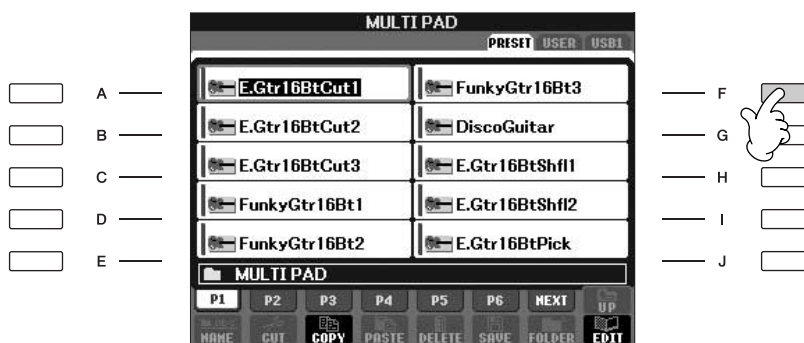 MULTI PAD
PRESET USER USB1
A E.Gtr16BtCut1 FunkyGtr16Bt3 F
B E.Gtr16BtCut2 DiscoGuitar G
C E.Gtr16BtCut3 E.Gtr16BtShfl1 H
D FunkyGtr16Bt1 E.Gtr16BtShfl2 I
E FunkyGtr16Bt2 E.Gtr16BtPick J
MULTI PAD
P1 P2 P3 P4 P5 P6 NEXT UP
NAME CUT COPY PASTE DELETE SAVE FOLDER EDIT